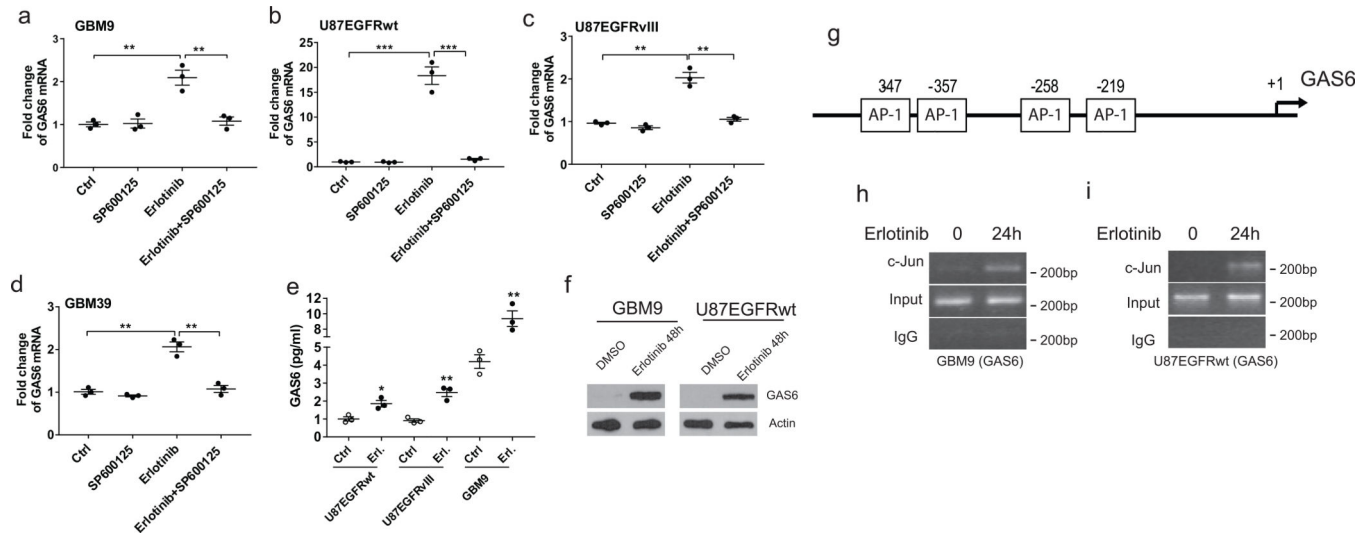 a
GBM9
Fold change
of GAS6 mRNA
3
2
1
0
**
**
Ctrl
SP600125
Erlotinib
Erlotinib+SP600125
b
U87EGFRwt
Fold change
of GAS6 mRNA
25
20
15
10
5
0
***
***
Ctrl
SP600125
Erlotinib
Erlotinib+SP600125
c
U87EGFRvIII
Fold change
of GAS6 mRNA
3
2
1
0
**
**
Ctrl
SP600125
Erlotinib
Erlotinib+SP600125
d
GBM39
Fold change
of GAS6 mRNA
3
2
1
0
**
**
Ctrl
SP600125
Erlotinib
Erlotinib+SP600125
e
GAS6 (pg/ml)
12
10
8
6
5
4
3
2
1
0
*
**
**
Ctrl
Erl.
Ctrl
Erl.
Ctrl
Erl.
U87EGFRwt
U87EGFRvIII
GBM9
f
GBM9 U87EGFRwt
DMSO
Erlotinib 48h
DMSO
Erlotinib 48h
GAS6
Actin
g
347 -357 -258 -219 +1 GAS6
AP-1 AP-1 AP-1 AP-1
h
Erlotinib 0 24h
c-Jun - 200bp
Input - 200bp
IgG - 200bp
GBM9 (GAS6)
i
Erlotinib 0 24h
c-Jun - 200bp
Input - 200bp
IgG - 200bp
U87EGFRwt (GAS6)